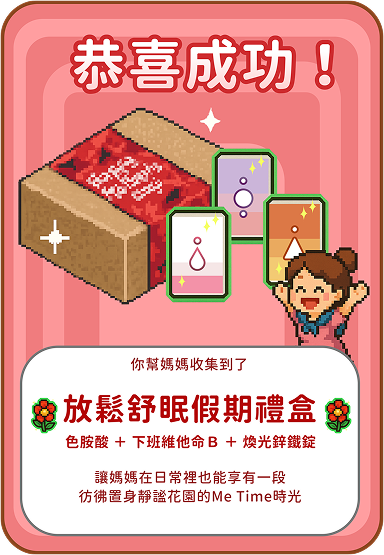 恭喜成功！
你幫媽媽收集到了
放鬆舒眠假期禮盒
色胺酸 ＋ 下班維他命B ＋ 煥光鋅鐵錠
讓媽媽在日常裡也能享有一段
彷彿置身靜謐花園的Me Time時光